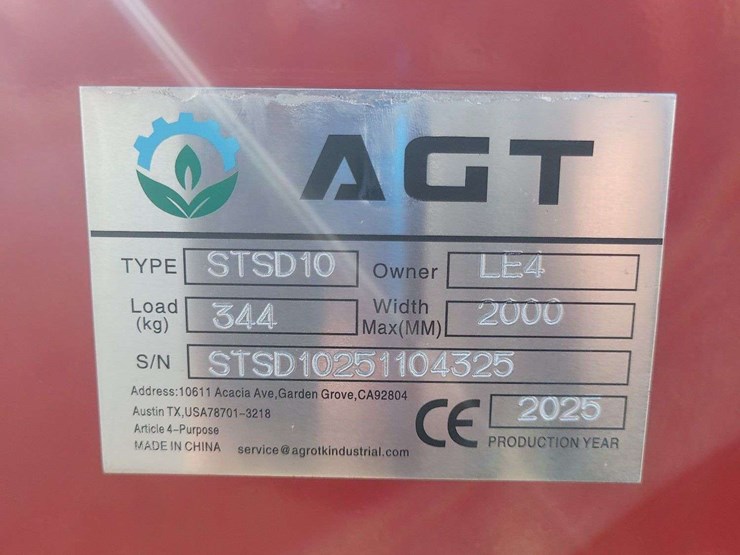 AGT
TYPE STSD10 Owner LE4
Load (kg) 344 Width Max(MM) 2000
S/N STSD10251104325
Address:10611 Acacia Ave,Garden Grove,CA92804
Austin TX,USA78701-3218
Article 4-Purpose
MADE IN CHINA service@agrotkindustrial.com
CE 2025
PRODUCTION YEAR